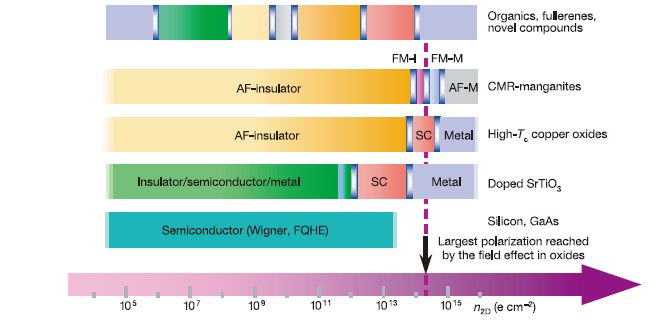 Organics, fullerenes,
novel compounds
FM–I FM–M
AF–insulator AF–M CMR-manganites
AF–insulator SC Metal High-Tc copper oxides
Insulator/semiconductor/metal SC Metal Doped SrTiO3
Silicon, GaAs
Semiconductor (Wigner, FQHE)
Largest polarization reached
by the field effect in oxides
10^5 10^7 10^9 10^11 10^13 10^15 n2D (e cm^-2)